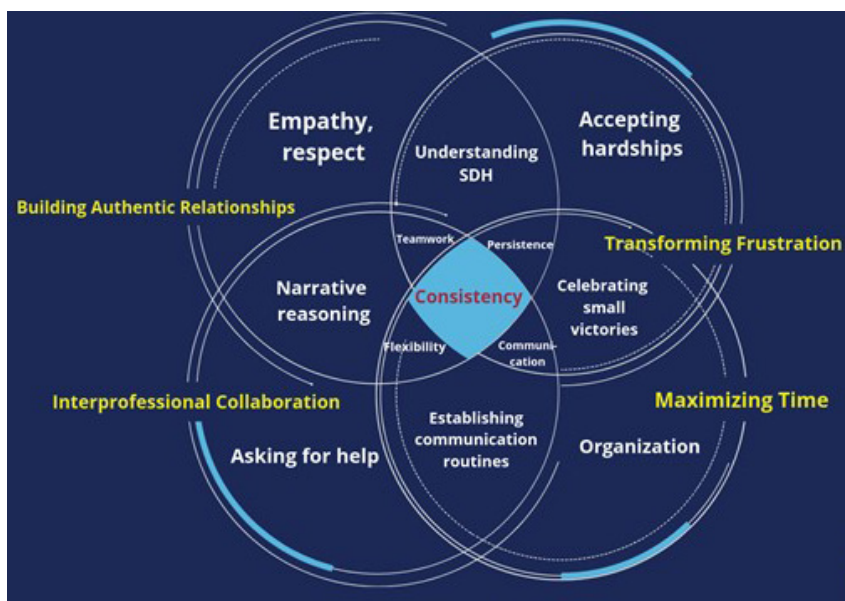 Empathy,
respect
Accepting
hardships
Understanding
SDH
Building Authentic Relationships
Teamwork
Persistence
Transforming Frustration
Narrative
reasoning
Consistency
Celebrating
small
victories
Flexibility
Communi-
cation
Interprofessional Collaboration
Maximizing Time
Establishing
communication
routines
Asking for help
Organization